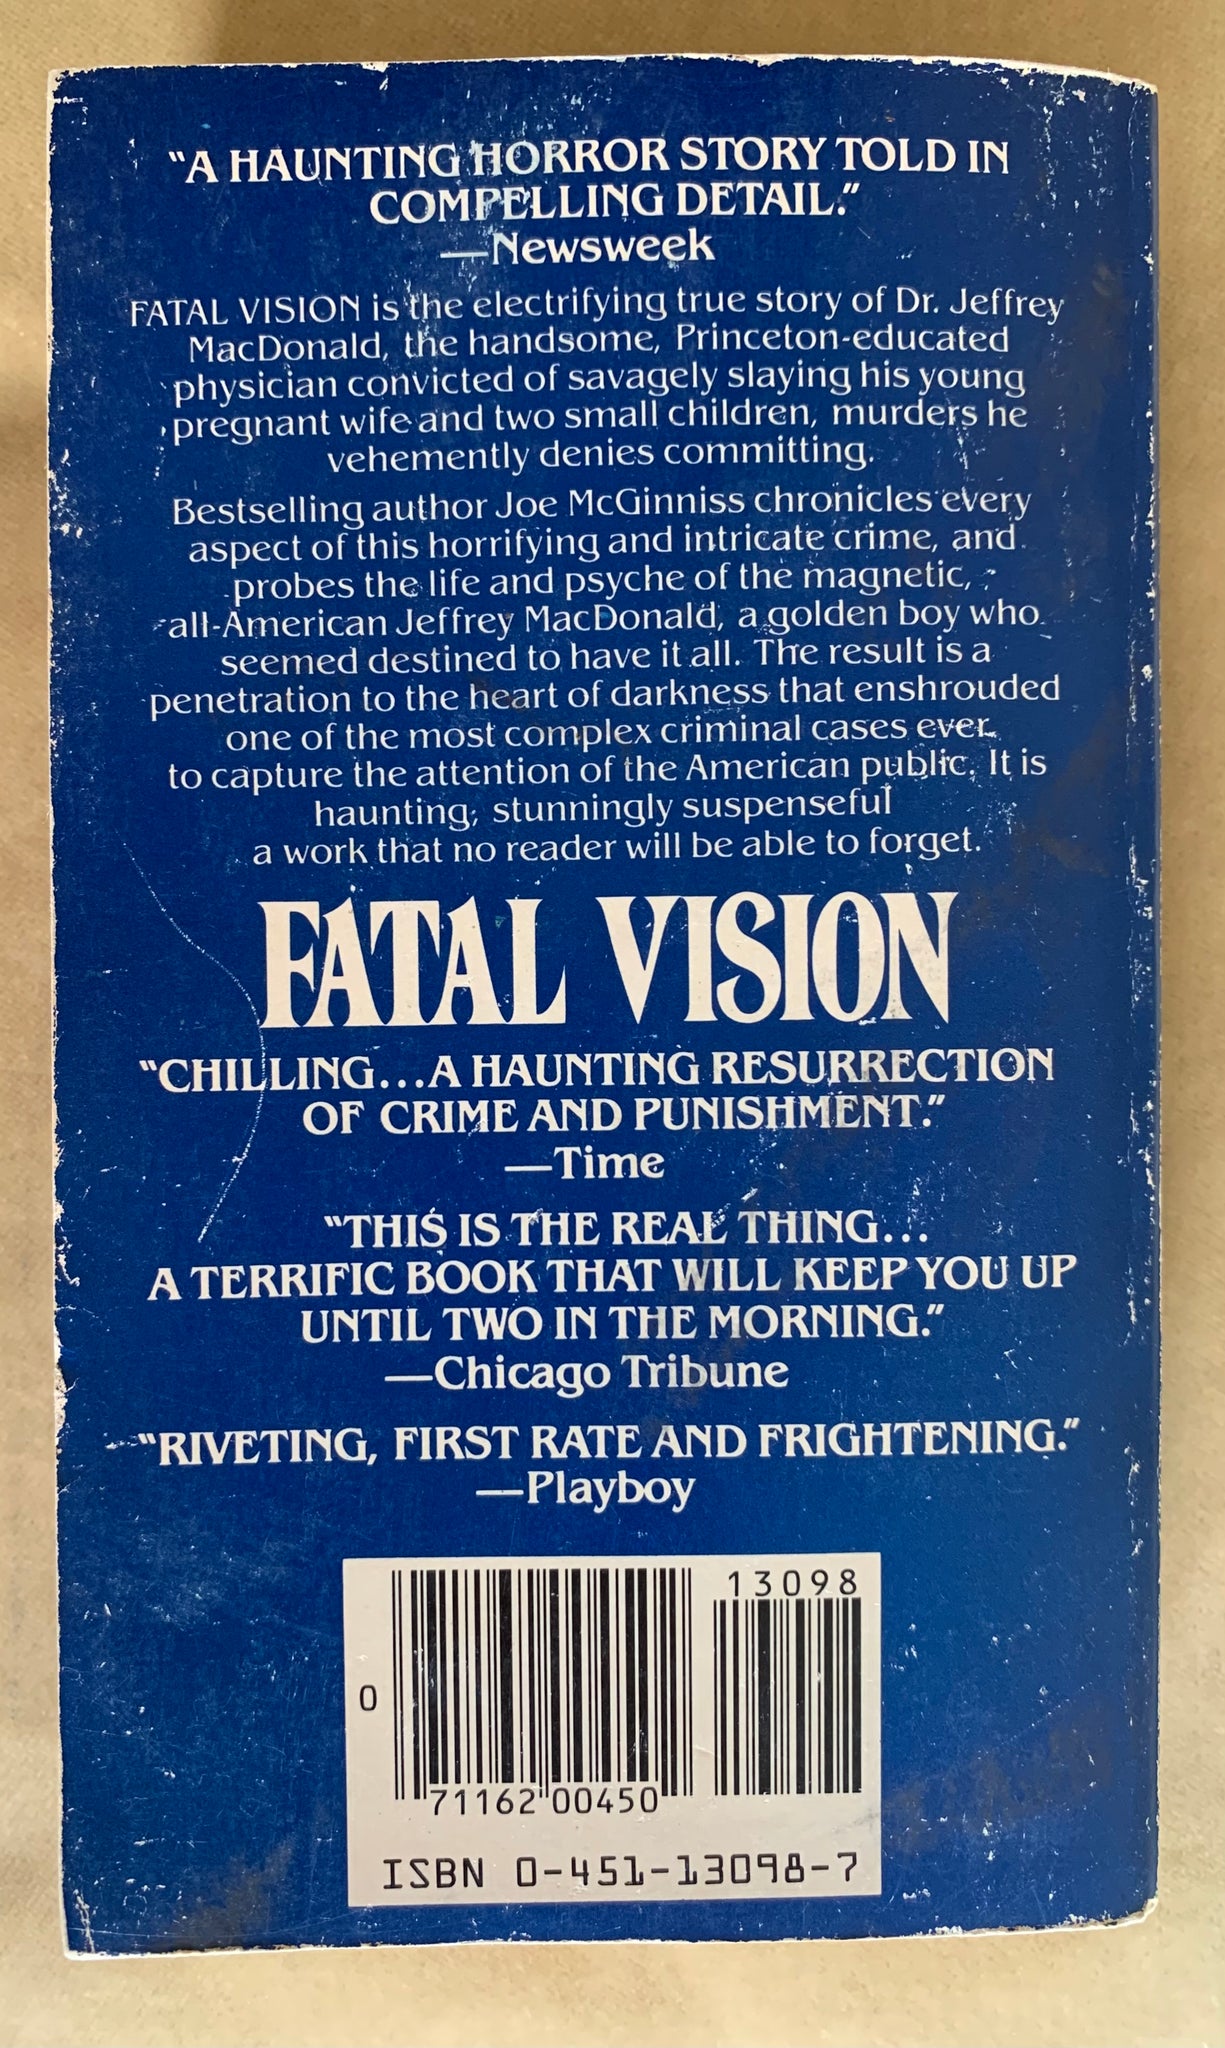 "A HAUNTING HORROR STORY TOLD IN
COMPELLING DETAIL."
—Newsweek
FATAL VISION is the electrifying true story of Dr. Jeffrey
MacDonald, the handsome, Princeton-educated
physician convicted of savagely slaying his young
pregnant wife and two small children, murders he
vehemently denies committing.
Bestselling author Joe McGinniss chronicles every
aspect of this horrifying and intricate crime, and
probes the life and psyche of the magnetic,
all-American Jeffrey MacDonald, a golden boy who
seemed destined to have it all. The result is a
penetration to the heart of darkness that enshrouded
one of the most complex criminal cases ever
to capture the attention of the American public. It is
haunting, stunningly suspenseful
a work that no reader will be able to forget.
FATAL VISION
"CHILLING...A HAUNTING RESURRECTION
OF CRIME AND PUNISHMENT."
—Time
"THIS IS THE REAL THING...
A TERRIFIC BOOK THAT WILL KEEP YOU UP
UNTIL TWO IN THE MORNING."
—Chicago Tribune
"RIVETING, FIRST RATE AND FRIGHTENING."
—Playboy
13098
0
71162 00450
ISBN 0-451-13098-7